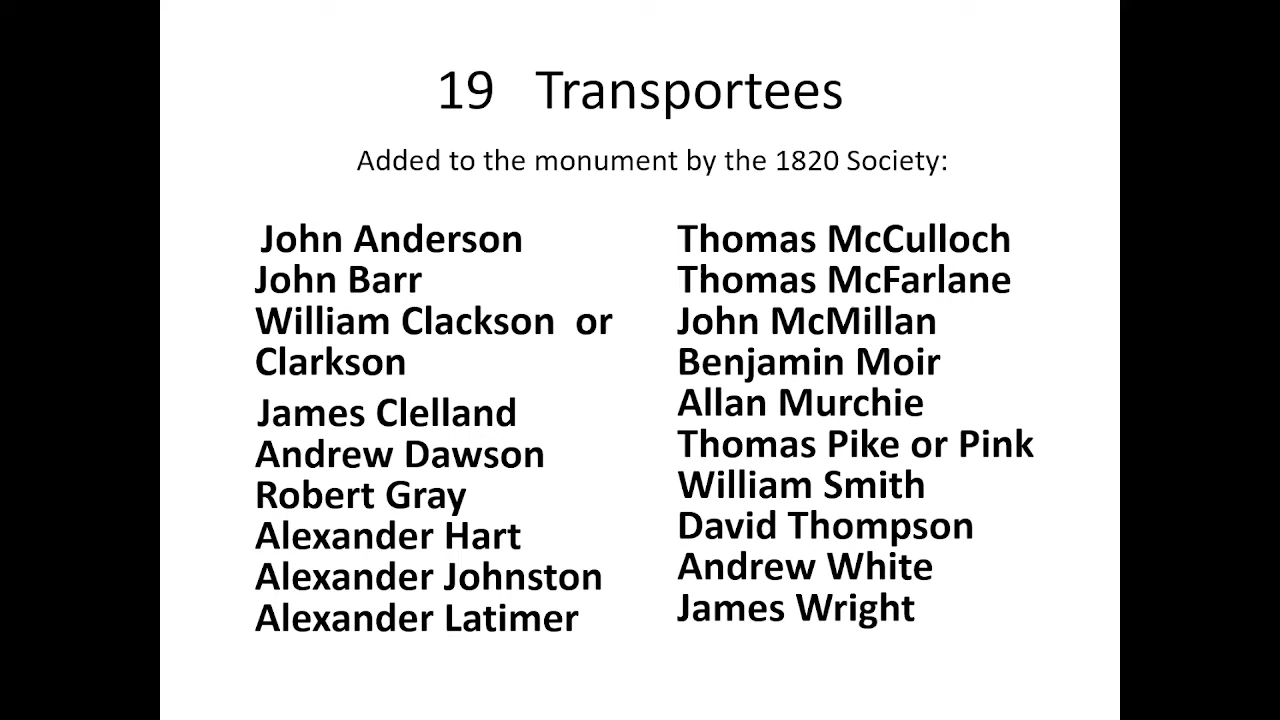 19 Transportees
Added to the monument by the 1820 Society:
John Anderson
John Barr
William Clackson or
Clarkson
James Clelland
Andrew Dawson
Robert Gray
Alexander Hart
Alexander Johnston
Alexander Latimer
Thomas McCulloch
Thomas McFarlane
John McMillan
Benjamin Moir
Allan Murchie
Thomas Pike or Pink
William Smith
David Thompson
Andrew White
James Wright